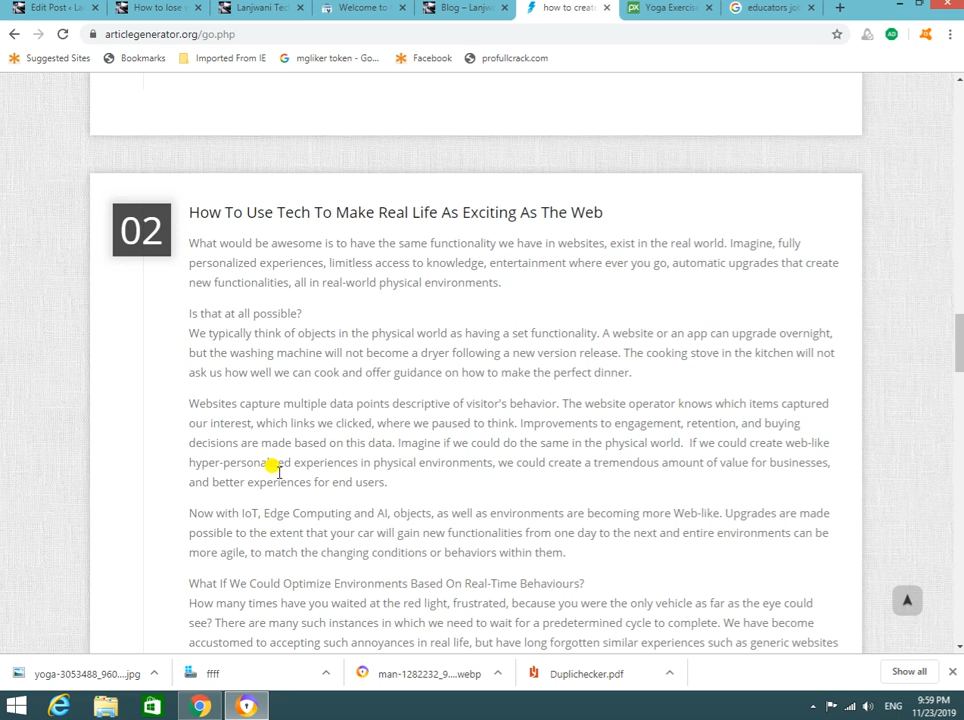 Edit Post ‹ L
How to lose
Lanjwani Tec
Welcome to
Blog – Lanjw
how to create
Yoga Exercise
educators jo
articlegenerator.org/go.php
Suggested Sites
Bookmarks
Imported From IE
mgliker token - Go...
Facebook
profullcrack.com
02
How To Use Tech To Make Real Life As Exciting As The Web
What would be awesome is to have the same functionality we have in websites, exist in the real world. Imagine, fully
personalized experiences, limitless access to knowledge, entertainment where ever you go, automatic upgrades that create
new functionalities, all in real-world physical environments.
Is that at all possible?
We typically think of objects in the physical world as having a set functionality. A website or an app can upgrade overnight,
but the washing machine will not become a dryer following a new version release. The cooking stove in the kitchen will not
ask us how well we can cook and offer guidance on how to make the perfect dinner.
Websites capture multiple data points descriptive of visitor's behavior. The website operator knows which items captured
our interest, which links we clicked, where we paused to think. Improvements to engagement, retention, and buying
decisions are made based on this data. Imagine if we could do the same in the physical world. If we could create web-like
hyper-personalized experiences in physical environments, we could create a tremendous amount of value for businesses,
and better experiences for end users.
Now with IoT, Edge Computing and AI, objects, as well as environments are becoming more Web-like. Upgrades are made
possible to the extent that your car will gain new functionalities from one day to the next and entire environments can be
more agile, to match the changing conditions or behaviors within them.
What If We Could Optimize Environments Based On Real-Time Behaviours?
How many times have you waited at the red light, frustrated, because you were the only vehicle as far as the eye could
see? There are many such instances in which we need to wait for a predetermined cycle to complete. We have become
accustomed to accepting such annoyances in real life, but have long forgotten similar experiences such as generic websites
yoga-3053488_960....jpg
ffff
man-1282232_9....webp
Duplichecker.pdf
Show all
ENG
9:59 PM
11/23/2019